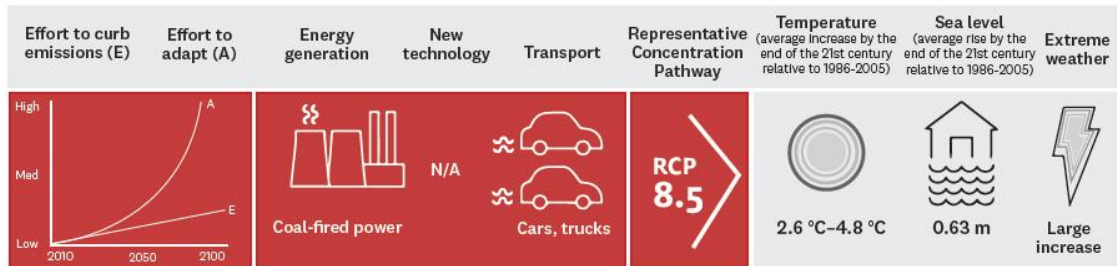 Effort to curb
emissions (E)
Effort to
adapt (A)
Energy
generation
New
technology
Transport
Representative
Concentration
Pathway
Temperature
(average increase by the
end of the 21st century
relative to 1986-2005)
Sea level
(average rise by the
end of the 21st century
relative to 1986-2005)
Extreme
weather
High
Med
Low
A
E
2010
2050
2100
Coal-fired power
N/A
Cars, trucks
RCP
8.5
2.6 °C–4.8 °C
0.63 m
Large
increase